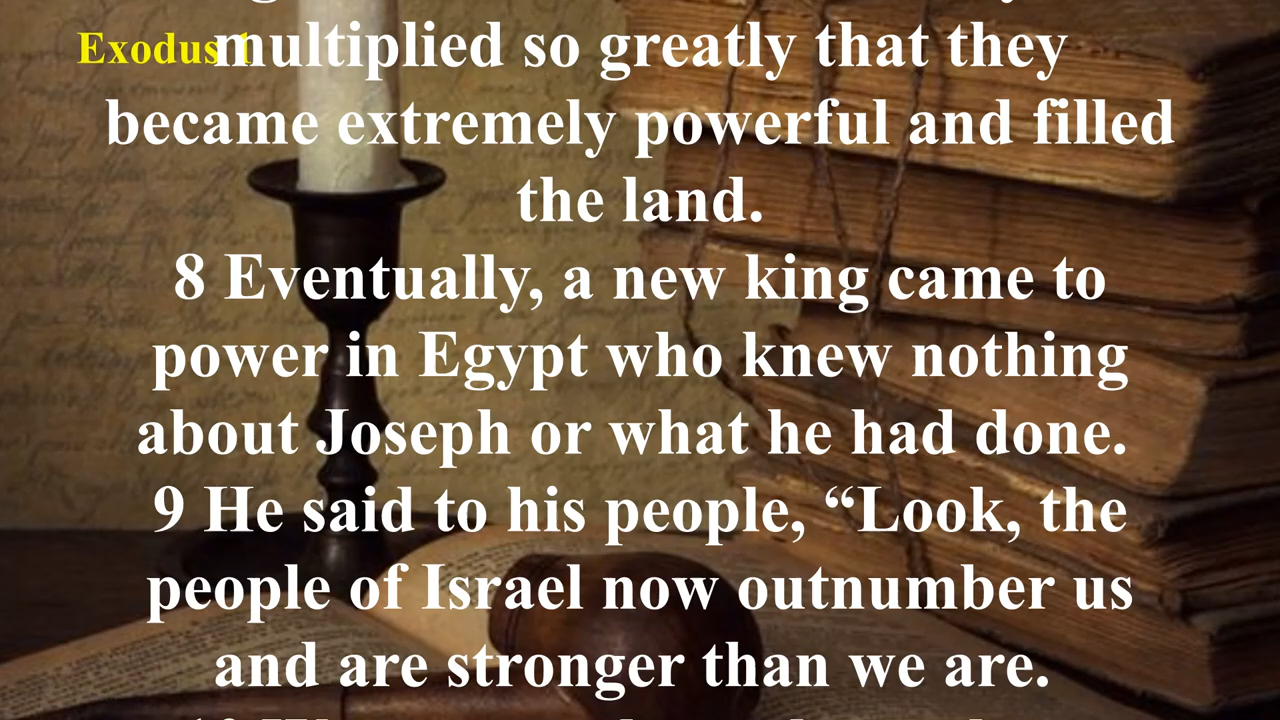 Exodus 1
multiplied so greatly that they
became extremely powerful and filled
the land.
8 Eventually, a new king came to
power in Egypt who knew nothing
about Joseph or what he had done.
9 He said to his people, “Look, the
people of Israel now outnumber us
and are stronger than we are.